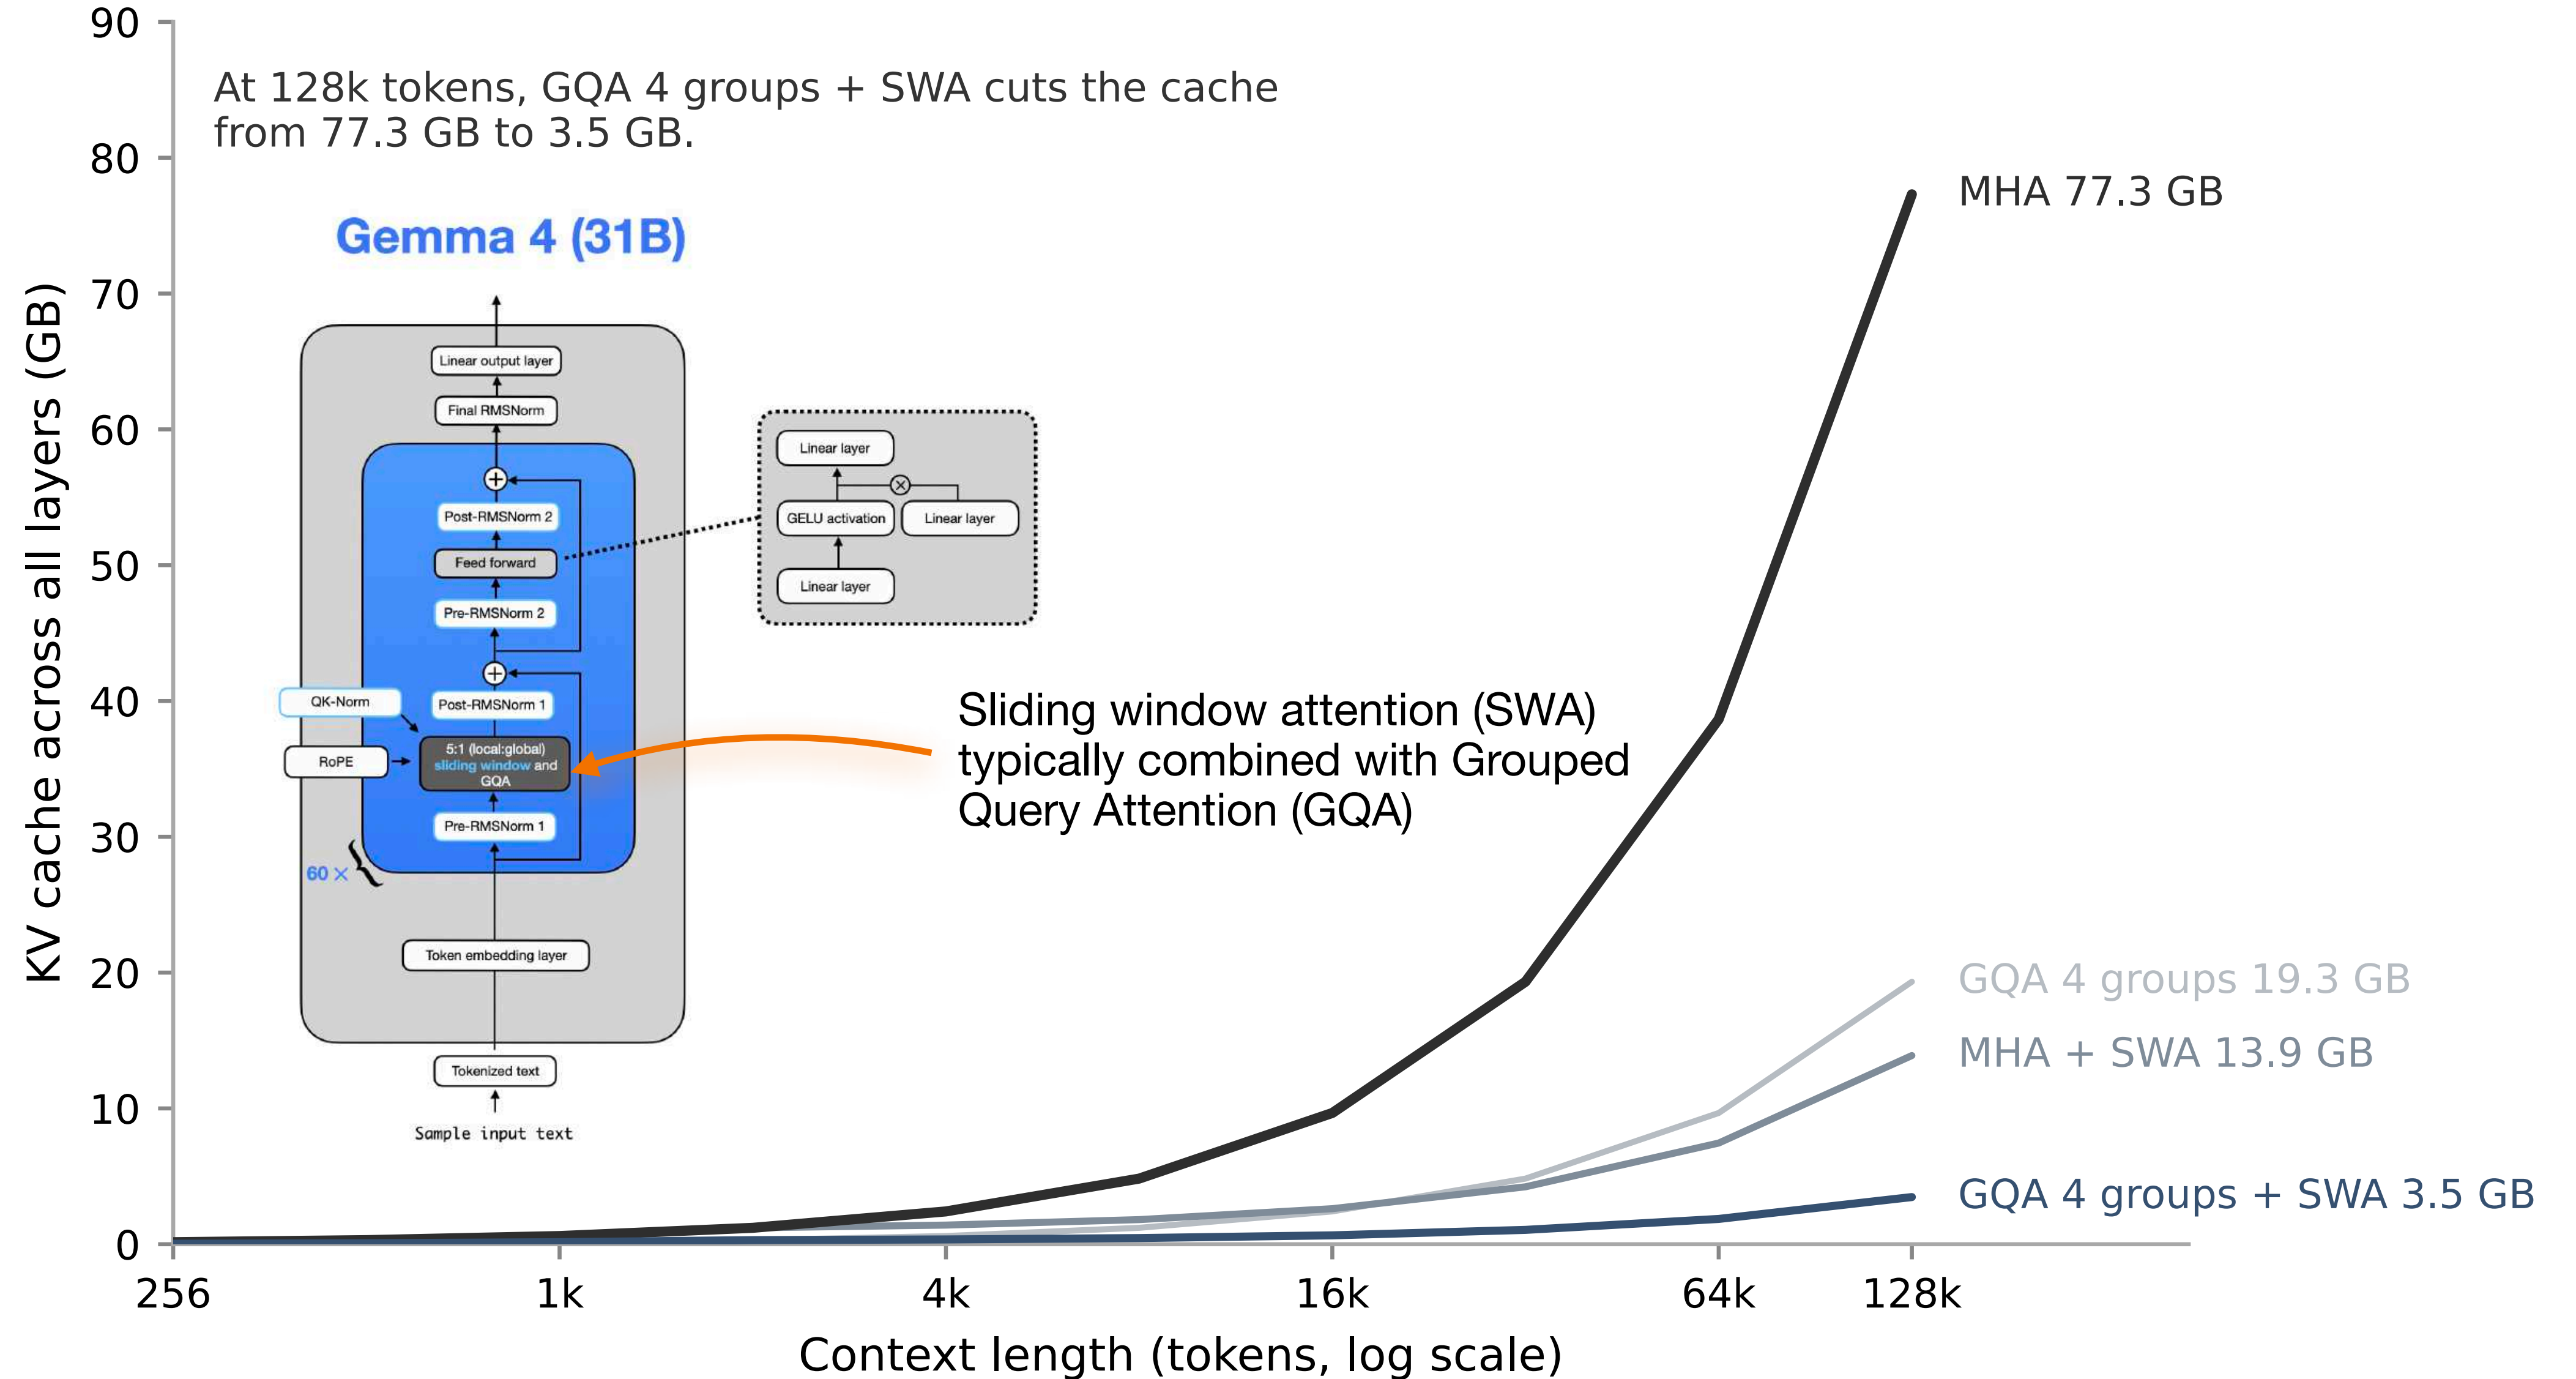 At 128k tokens, GQA 4 groups + SWA cuts the cache
from 77.3 GB to 3.5 GB.
KV cache across all layers (GB)
90
80
70
60
50
40
30
20
10
0
Gemma 4 (31B)
Linear output layer
Final RMSNorm
Post-RMSNorm 2
Feed forward
Pre-RMSNorm 2
Post-RMSNorm 1
QK-Norm
RoPE
5:1 (local:global)
sliding window and
GQA
Pre-RMSNorm 1
60 ×
Token embedding layer
Tokenized text
Sample input text
Linear layer
GELU activation
Linear layer
Linear layer
Sliding window attention (SWA)
typically combined with Grouped
Query Attention (GQA)
MHA 77.3 GB
GQA 4 groups 19.3 GB
MHA + SWA 13.9 GB
GQA 4 groups + SWA 3.5 GB
256
1k
4k
16k
64k
128k
Context length (tokens, log scale)